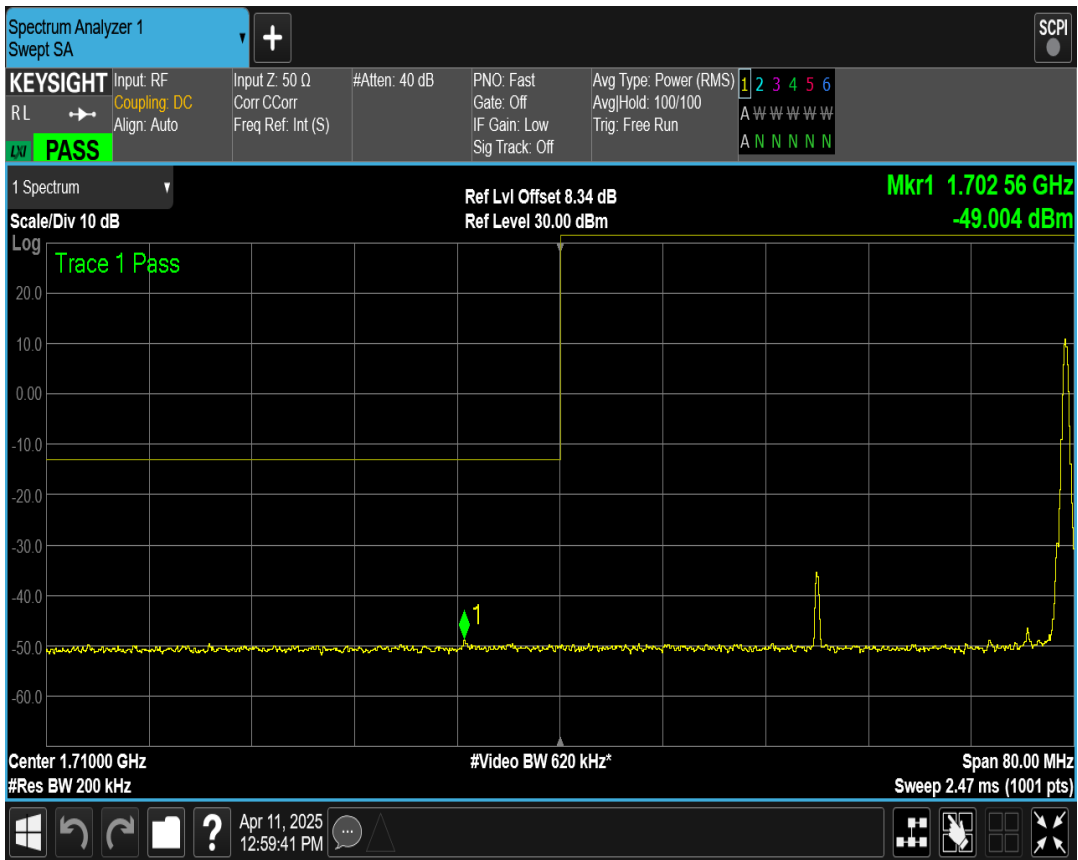 Spectrum Analyzer 1
Swept SA
+
SCPI
KEYSIGHT
RL
LXI PASS
Input: RF
Coupling: DC
Align: Auto
Input Z: 50 Ω
Corr CCorr
Freq Ref: Int (S)
#Atten: 40 dB
PNO: Fast
Gate: Off
IF Gain: Low
Sig Track: Off
Avg Type: Power (RMS)
Avg|Hold: 100/100
Trig: Free Run
1 2 3 4 5 6
A W W W W W
A N N N N N
1 Spectrum
Scale/Div 10 dB
Ref Lvl Offset 8.34 dB
Ref Level 30.00 dBm
Mkr1 1.702 56 GHz
-49.004 dBm
Log
Trace 1 Pass
20.0
10.0
0.00
-10.0
-20.0
-30.0
-40.0
1
-50.0
-60.0
Center 1.71000 GHz
#Video BW 620 kHz*
Span 80.00 MHz
#Res BW 200 kHz
Sweep 2.47 ms (1001 pts)
?
Apr 11, 2025
12:59:41 PM